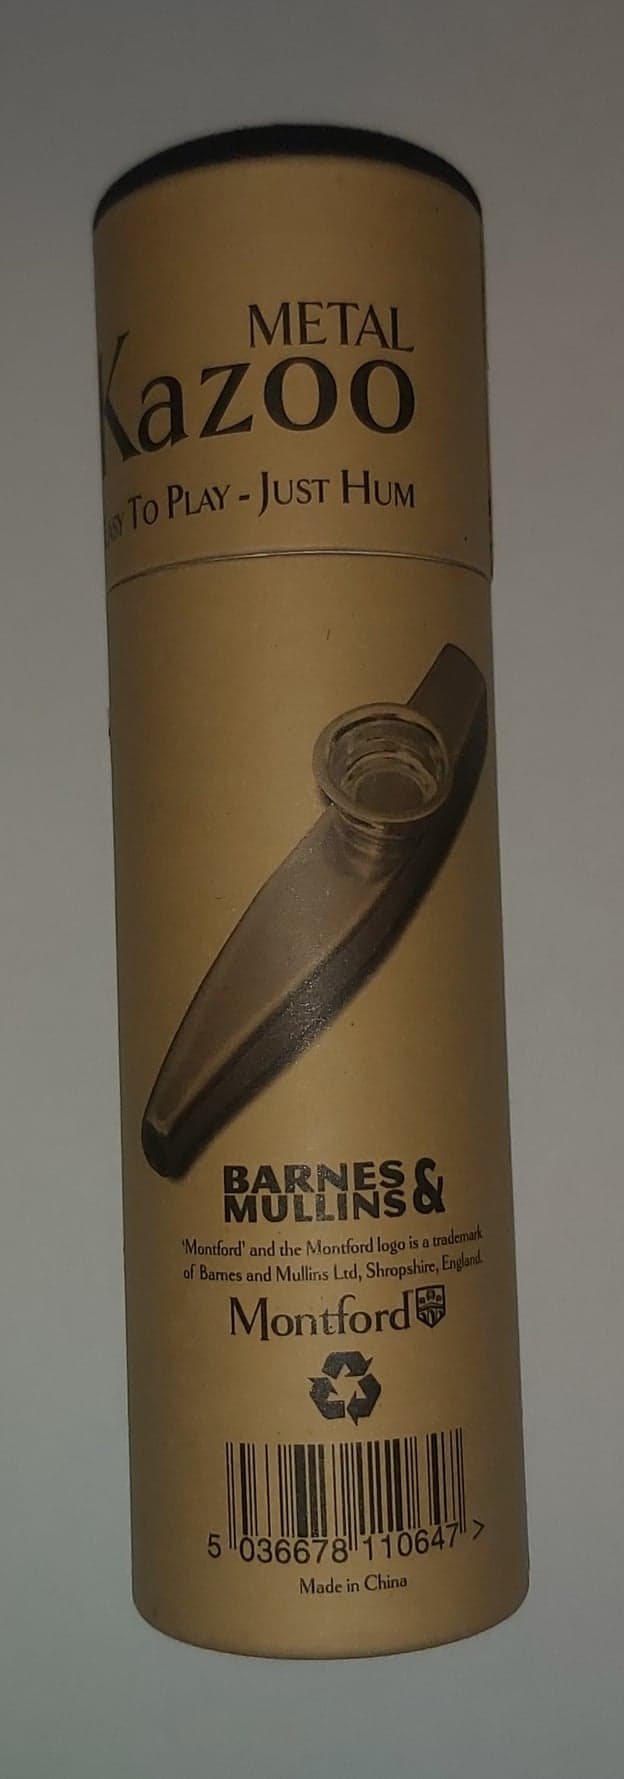 METAL
Kazoo
To PLAY - JUST HUM
BARNES &
MULLINS
'Montford' and the Montford logo is a trademark
of Barnes and Mullins Ltd, Shropshire, England.
Montford
5 036678 110647 >
Made in China